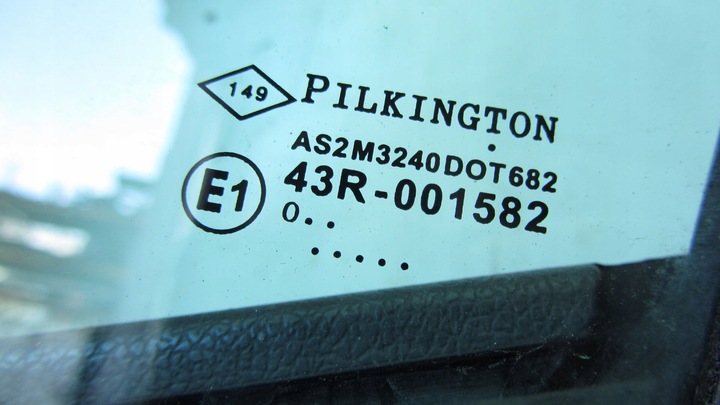 149 PILKINGTON
AS2M3240DOT682
E1 43R-001582
0..
.....